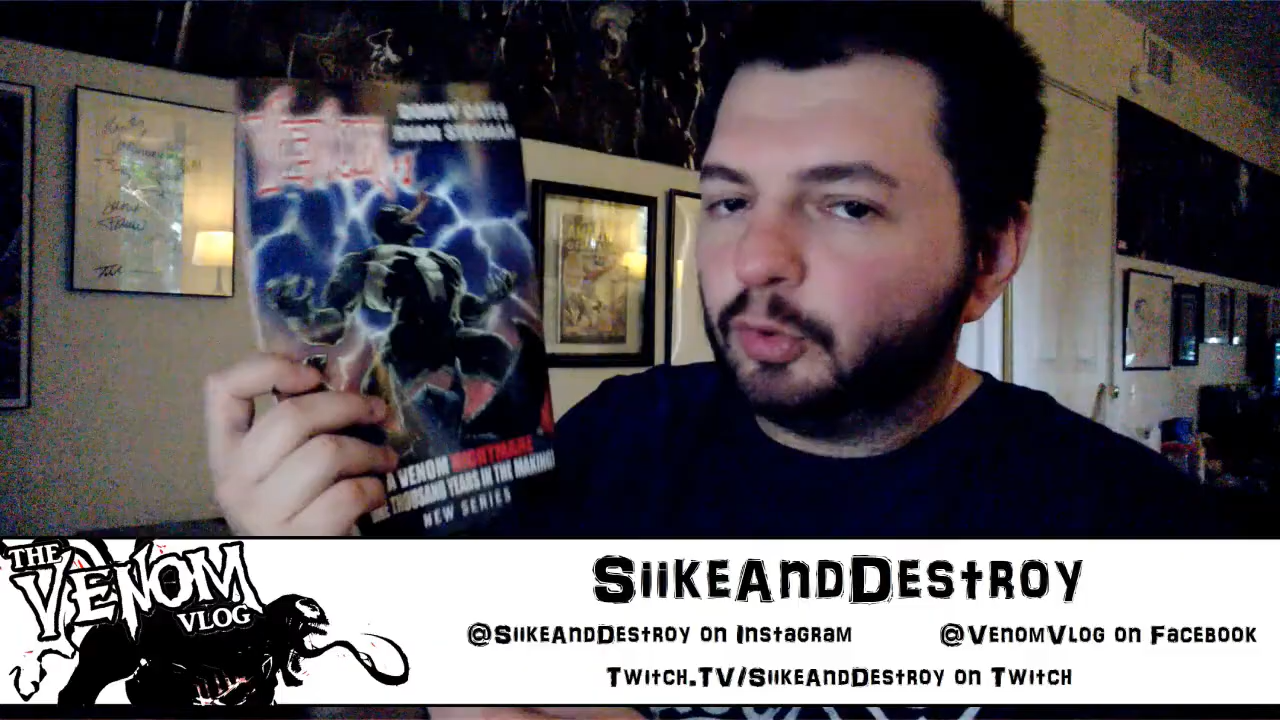 VENOM
DONNY CATES
RYAN STEGMAN
A VENOM NIGHTMARE
ONE THOUSAND YEARS IN THE MAKING!
NEW SERIES
THE
VENOM
VLOG
SiikeAndDestroy
@SiikeAndDestroy on Instagram
@VenomVlog on Facebook
Twitch.TV/SiikeAndDestroy on Twitch